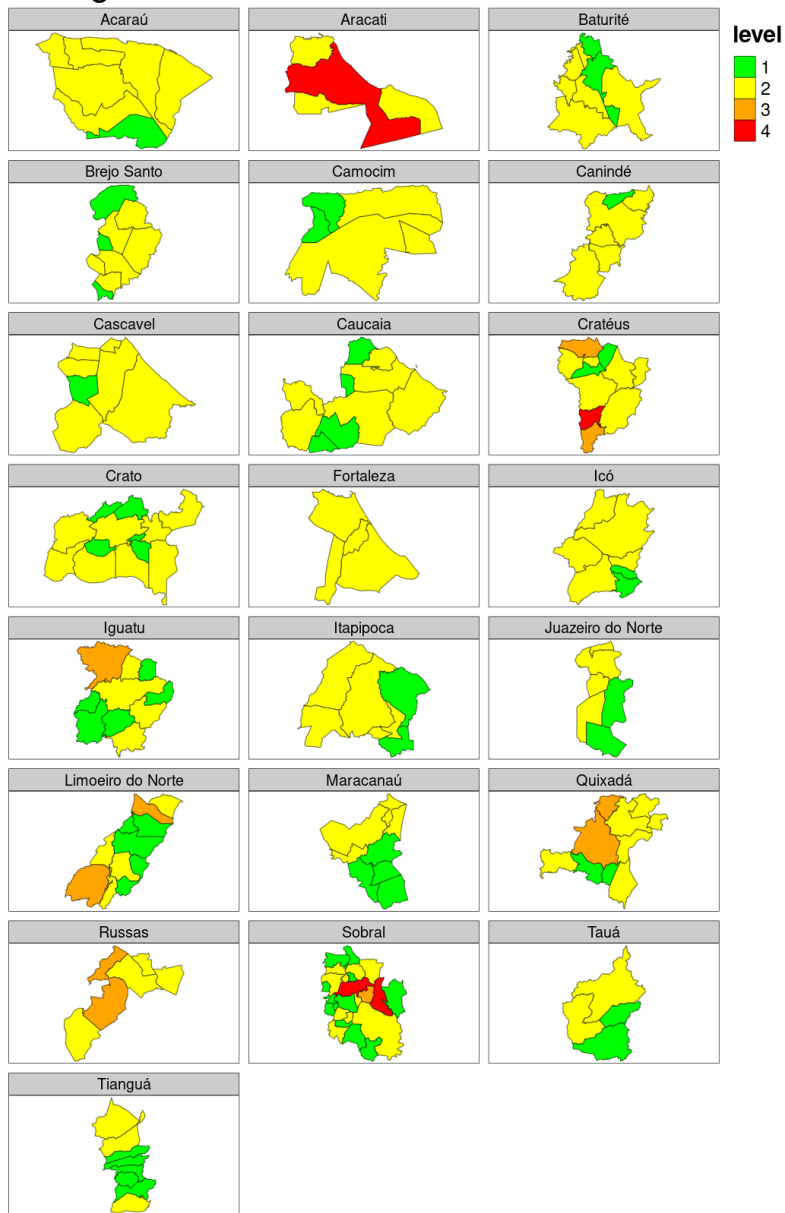 Acaraú
Aracati
Baturité
level
1
2
3
4
Brejo Santo
Camocim
Canindé
Cascavel
Caucaia
Cratéus
Crato
Fortaleza
Icó
Iguatu
Itapipoca
Juazeiro do Norte
Limoeiro do Norte
Maracanaú
Quixadá
Russas
Sobral
Tauá
Tianguá